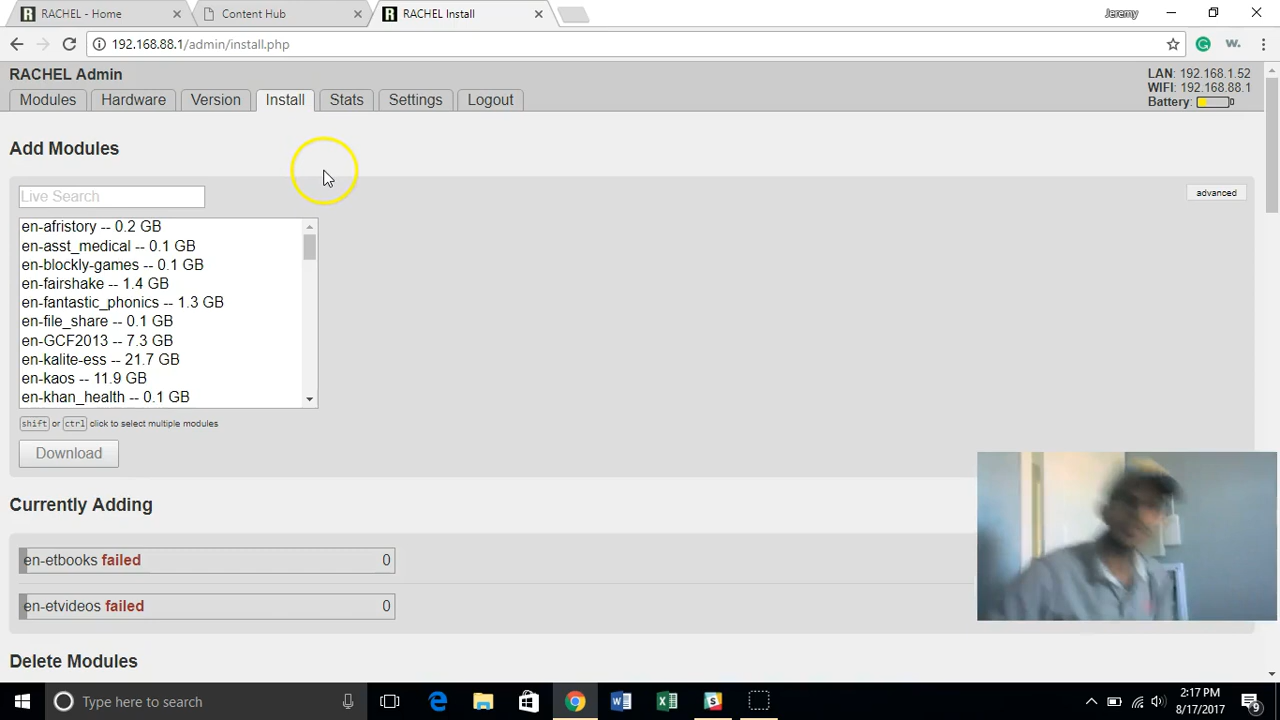 RACHEL - Home
Content Hub
RACHEL Install
Jeremy
192.168.88.1/admin/install.php
RACHEL Admin
LAN: 192.168.1.52
WIFI: 192.168.88.1
Battery:
Modules Hardware Version Install Stats Settings Logout
Add Modules
Live Search
advanced
en-afristory -- 0.2 GB
en-asst_medical -- 0.1 GB
en-blockly-games -- 0.1 GB
en-fairshake -- 1.4 GB
en-fantastic_phonics -- 1.3 GB
en-file_share -- 0.1 GB
en-GCF2013 -- 7.3 GB
en-kalite-ess -- 21.7 GB
en-kaos -- 11.9 GB
en-khan_health -- 0.1 GB
shift or ctrl click to select multiple modules
Download
Currently Adding
en-etbooks failed 0
en-etvideos failed 0
Delete Modules
Type here to search
2:17 PM
8/17/2017